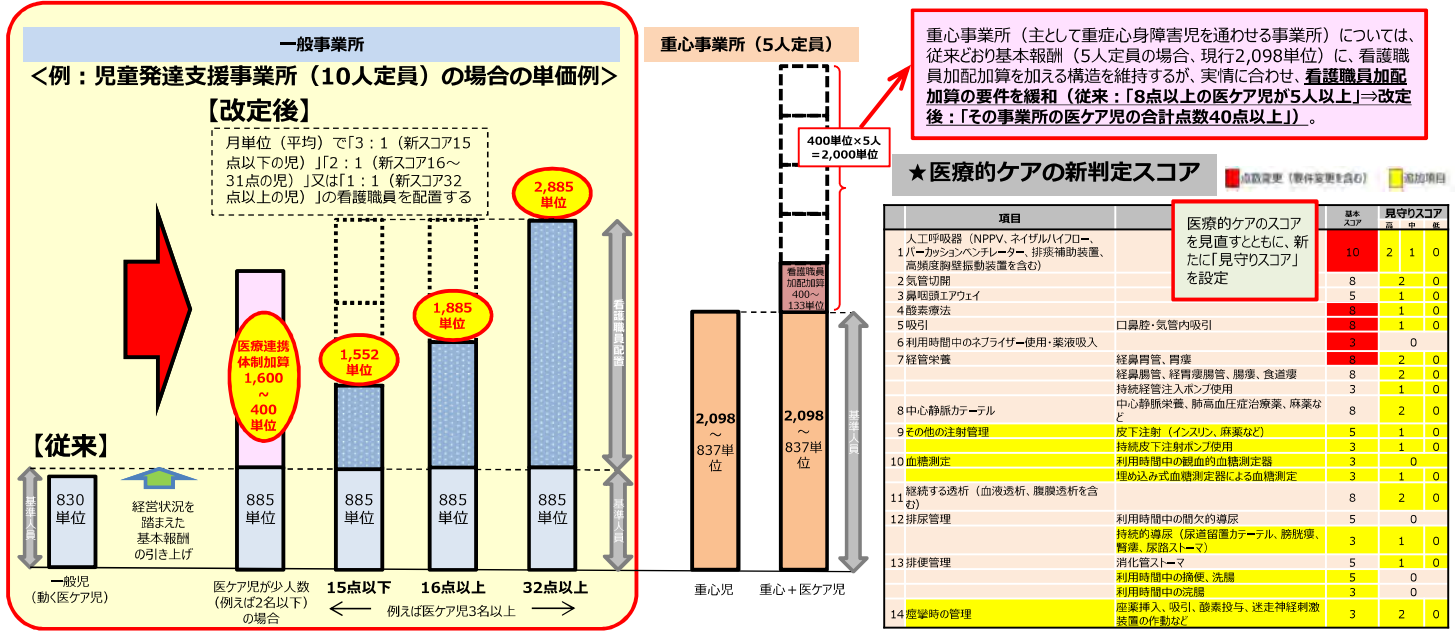 一般事業所
<例：児童発達支援事業所（10人定員）の場合の単価例>
【改定後】
月単位（平均）で「3：1（新スコア15
点以下の児）」「2：1（新スコア16～
31点の児）」又は「1：1（新スコア32
点以上の児）」の看護職員を配置する
2,885
単位
1,885
単位
1,552
単位
医療連携
体制加算
1,600
～
400
単位
看護職員配置
【従来】
基準人員
830
単位
経営状況を
踏まえた
基本報酬
の引き上げ
885
単位
885
単位
885
単位
885
単位
基準人員
一般児
（動く医ケア児）
医ケア児が少人数
（例えば2名以下）
の場合
15点以下
16点以上
32点以上
例えば医ケア児3名以上
重心事業所（5人定員）
400単位×5人
＝2,000単位
看護職員
加配加算
400～
133単位
2,098
～
837単
位
2,098
～
837単
位
基準人員
重心児
重心＋医ケア児
重心事業所（主として重症心身障害児を通わせる事業所）については、
従来どおり基本報酬（5人定員の場合、現行2,098単位）に、看護職
員加配加算を加える構造を維持するが、実情に合わせ、看護職員加配
加算の要件を緩和（従来：「8点以上の医ケア児が5人以上」⇒改定
後：「その事業所の医ケア児の合計点数40点以上」）。
★医療的ケアの新判定スコア
点数変更（要件変更を含む）
追加項目
医療的ケアのスコア
を見直すとともに、新
たに「見守りスコア」
を設定
項目 基本スコア 見守りスコア
高 中 低
1 人工呼吸器（NPPV、ネイザルハイフロー、
パーカッションベンチレーター、排痰補助装置、
高頻度胸壁振動装置を含む） 10 2 1 0
2 気管切開 8 2 0
3 鼻咽頭エアウェイ 5 1 0
4 酸素療法 8 1 0
5 吸引 口鼻腔・気管内吸引 8 1 0
6 利用時間中のネブライザー使用・薬液吸入 3 0
7 経管栄養 経鼻胃管、胃瘻 8 2 0
経鼻腸管、経胃瘻腸管、腸瘻、食道瘻 8 2 0
持続経管注入ポンプ使用 3 1 0
8 中心静脈カテーテル 中心静脈栄養、肺高血圧症治療薬、麻薬な
ど 8 2 0
9 その他の注射管理 皮下注射（インスリン、麻薬など） 5 1 0
持続皮下注射ポンプ使用 3 1 0
10 血糖測定 利用時間中の観血的血糖測定器 3 0
埋め込み式血糖測定器による血糖測定 3 1 0
11 継続する透析（血液透析、腹膜透析を含
む） 8 2 0
12 排尿管理 利用時間中の間欠的導尿 5 0
持続的導尿（尿道留置カテーテル、膀胱瘻、
腎瘻、尿路ストーマ） 3 1 0
13 排便管理 消化管ストーマ 5 1 0
利用時間中の摘便、洗腸 5 0
利用時間中の浣腸 3 0
14 痙攣時の管理 座薬挿入、吸引、酸素投与、迷走神経刺激
装置の作動など 3 2 0